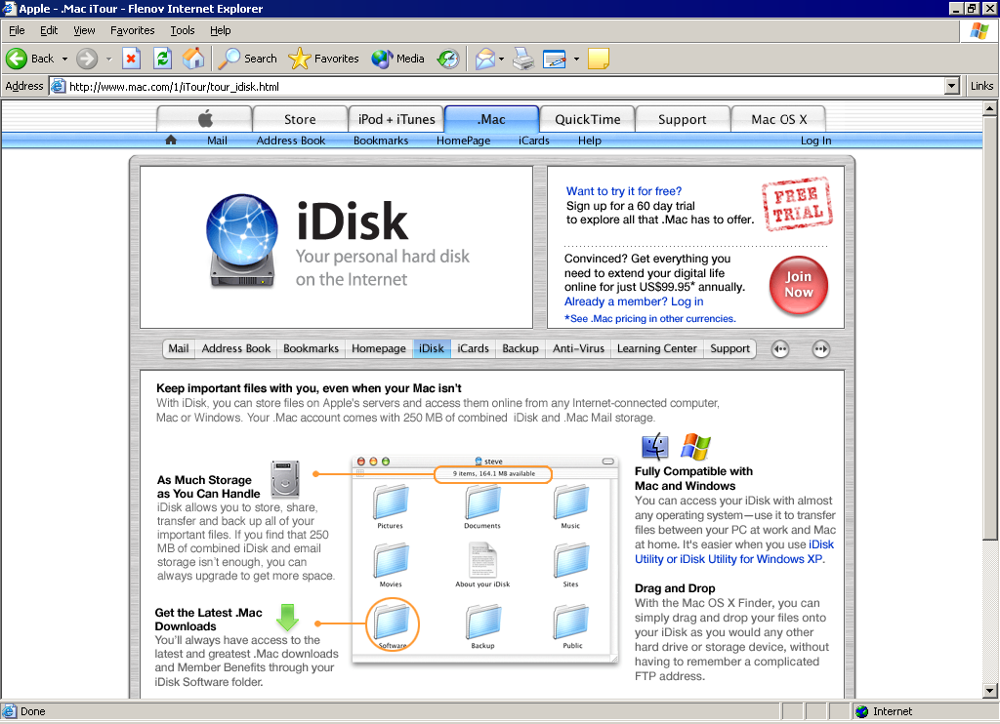 Apple - .Mac iTour - Flenov Internet Explorer
File Edit View Favorites Tools Help
Back Search Favorites Media
Address http://www.mac.com/1/iTour/tour_idisk.html Links
Store iPod + iTunes .Mac QuickTime Support Mac OS X
Mail Address Book Bookmarks HomePage iCards Help Log In
iDisk
Your personal hard disk
on the Internet
Want to try it for free?
Sign up for a 60 day trial
to explore all that .Mac has to offer.
FREE
TRIAL
Convinced? Get everything you
need to extend your digital life
online for just US$99.95* annually.
Already a member? Log in
*See .Mac pricing in other currencies.
Join
Now
Mail Address Book Bookmarks Homepage iDisk iCards Backup Anti-Virus Learning Center Support
Keep important files with you, even when your Mac isn't
With iDisk, you can store files on Apple's servers and access them online from any Internet-connected computer,
Mac or Windows. Your .Mac account comes with 250 MB of combined iDisk and .Mac Mail storage.
As Much Storage
as You Can Handle
iDisk allows you to store, share,
transfer and back up all of your
important files. If you find that 250
MB of combined iDisk and email
storage isn't enough, you can
always upgrade to get more space.
Get the Latest .Mac
Downloads
You'll always have access to the
latest and greatest .Mac downloads
and Member Benefits through your
iDisk Software folder.
steve
9 items, 164.1 MB available
Pictures Documents Music
Movies About your iDisk Sites
Software Backup Public
Fully Compatible with
Mac and Windows
You can access your iDisk with almost
any operating system—use it to transfer
files between your PC at work and Mac
at home. It's easier when you use iDisk
Utility or iDisk Utility for Windows XP.
Drag and Drop
With the Mac OS X Finder, you can
simply drag and drop your files onto
your iDisk as you would any other
hard drive or storage device, without
having to remember a complicated
FTP address.
Done Internet